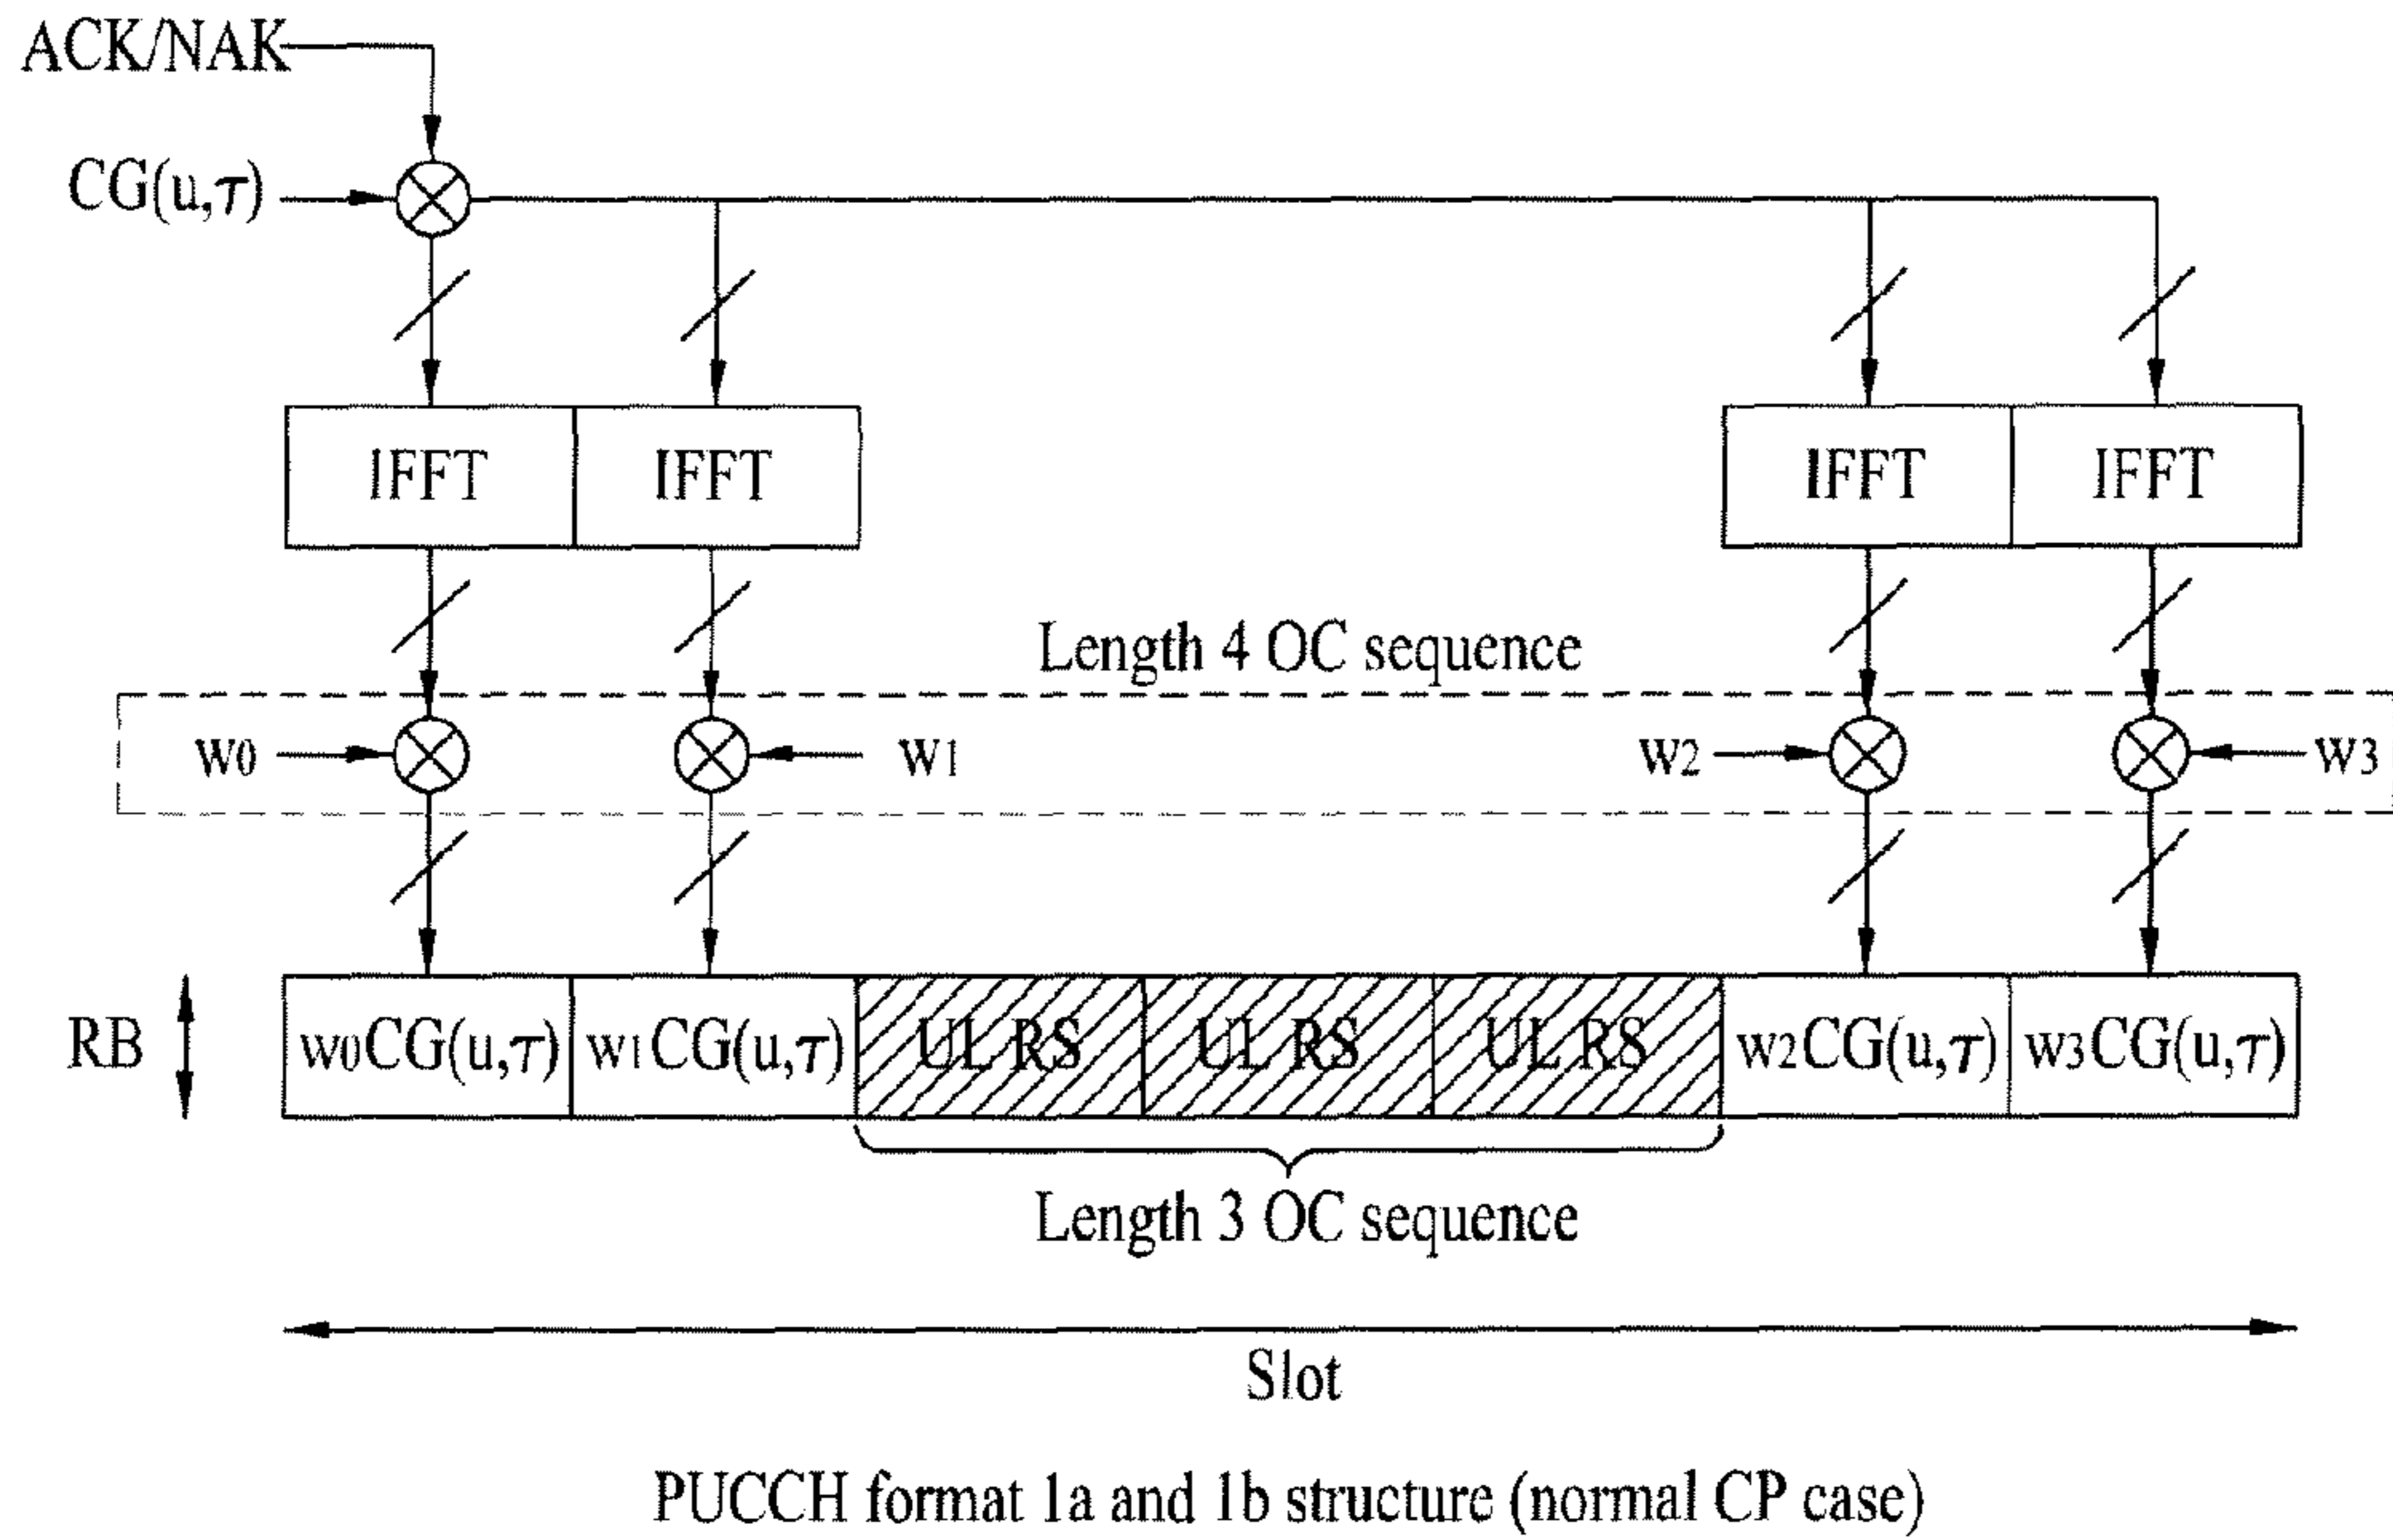 ACK/NAK
CG(u,τ)
IFFT IFFT IFFT IFFT
Length 4 OC sequence
W0 W1 W2 W3
RB w0CG(u,τ) w1CG(u,τ) UL RS UL RS UL RS w2CG(u,τ) w3CG(u,τ)
Length 3 OC sequence
Slot
PUCCH format 1a and 1b structure (normal CP case)